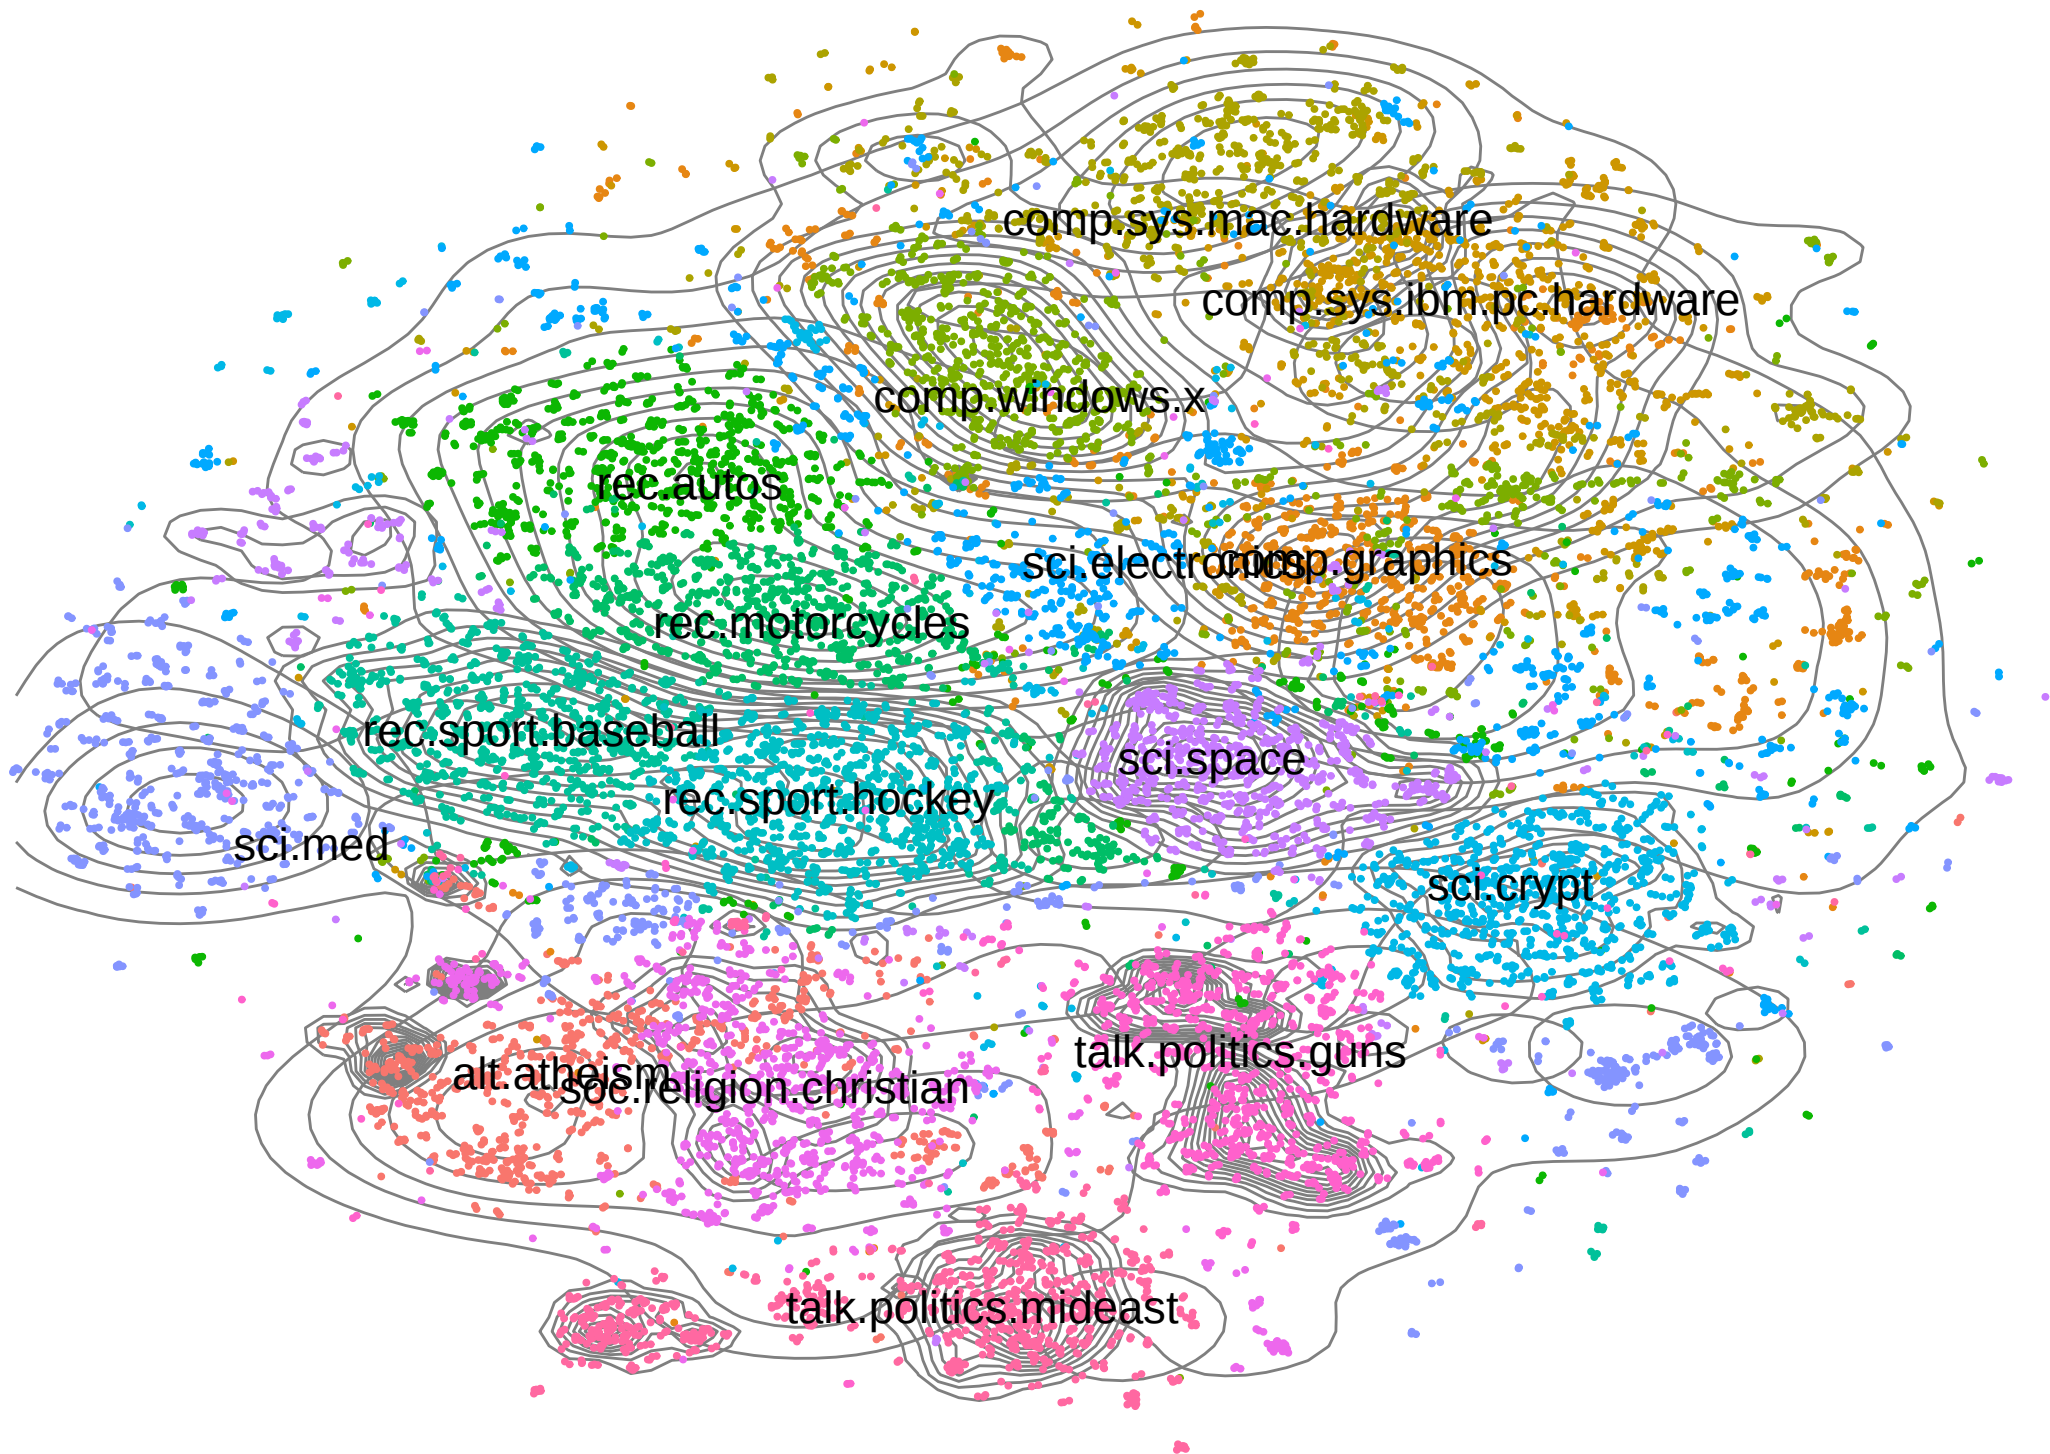 comp.sys.mac.hardware
comp.sys.ibm.pc.hardware
comp.windows.x
rec.autos
sci.electronics
comp.graphics
rec.motorcycles
rec.sport.baseball
sci.space
rec.sport.hockey
sci.med
sci.crypt
talk.politics.guns
alt.atheism
soc.religion.christian
talk.politics.mideast